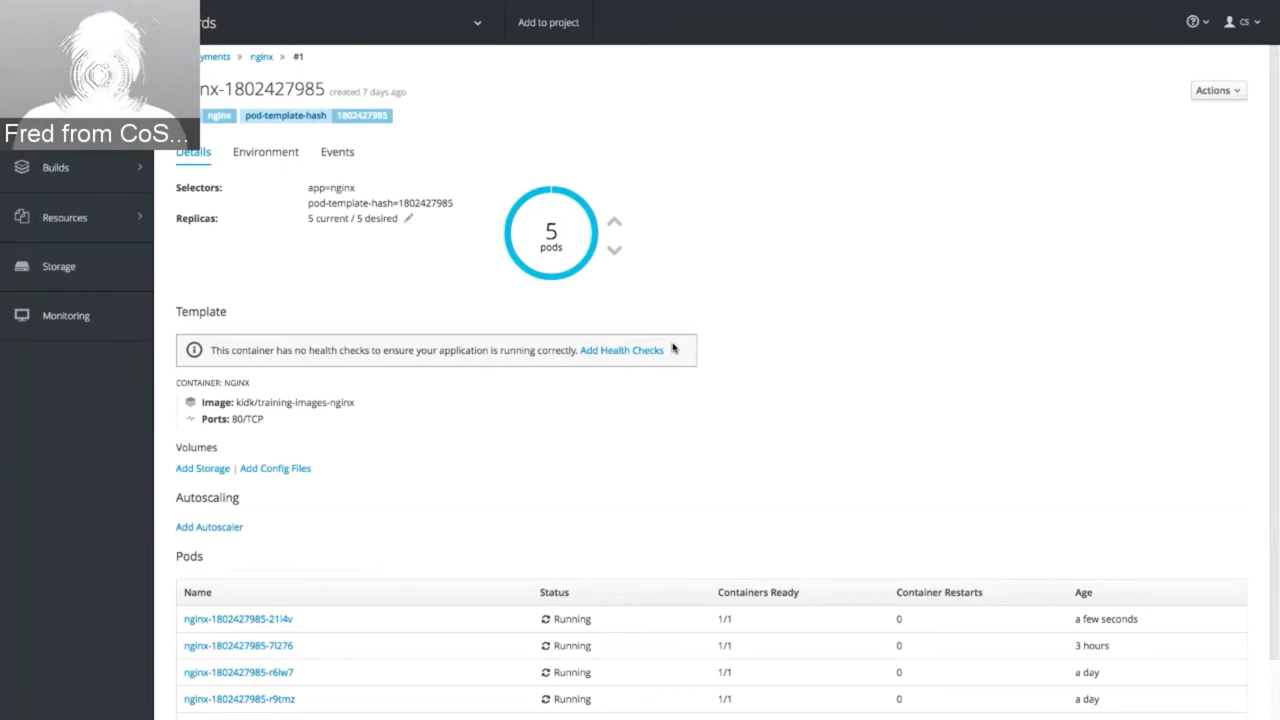 rds
Add to project
CS
Fred from CoS...
yments » nginx » #1
nx-1802427985 created 7 days ago
Actions
nginx pod-template-hash 1802427985
Details Environment Events
Builds
Resources
Storage
Monitoring
Selectors: app=nginx
pod-template-hash=1802427985
Replicas: 5 current / 5 desired
5
pods
Template
This container has no health checks to ensure your application is running correctly. Add Health Checks
CONTAINER: NGINX
Image: kidk/training-images-nginx
Ports: 80/TCP
Volumes
Add Storage | Add Config Files
Autoscaling
Add Autoscaler
Pods
Name Status Containers Ready Container Restarts Age
nginx-1802427985-21l4v Running 1/1 0 a few seconds
nginx-1802427985-7l276 Running 1/1 0 3 hours
nginx-1802427985-r6lw7 Running 1/1 0 a day
nginx-1802427985-r9tmz Running 1/1 0 a day